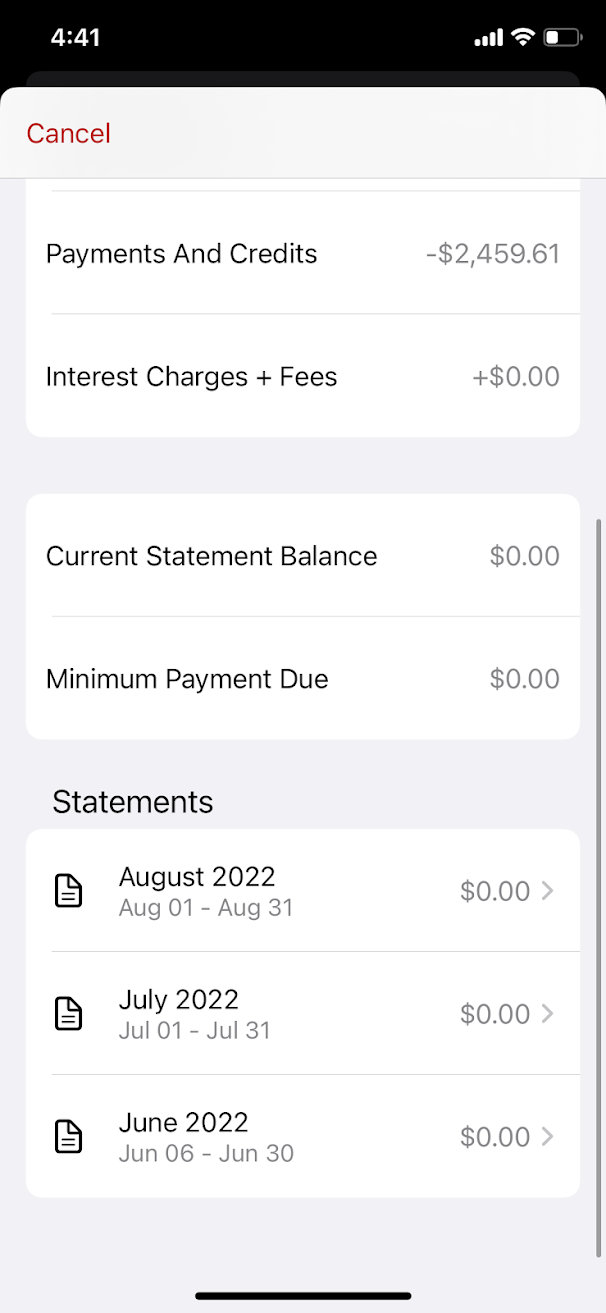 4:41
Cancel
Payments And Credits -$2,459.61
Interest Charges + Fees +$0.00
Current Statement Balance $0.00
Minimum Payment Due $0.00
Statements
August 2022 $0.00
Aug 01 - Aug 31
July 2022 $0.00
Jul 01 - Jul 31
June 2022 $0.00
Jun 06 - Jun 30